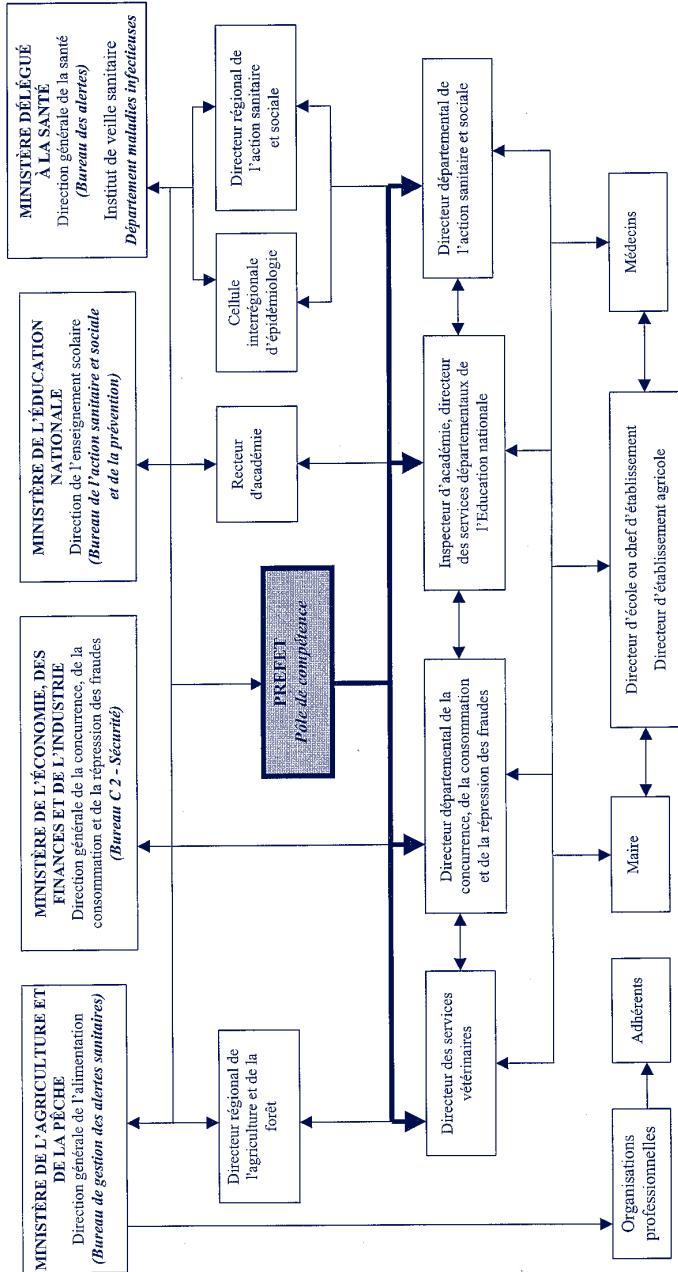 MINISTÈRE DE L'AGRICULTURE ET
DE LA PÊCHE
Direction générale de l'alimentation
(Bureau de gestion des alertes sanitaires)
MINISTÈRE DE L'ÉCONOMIE, DES
FINANCES ET DE L'INDUSTRIE
Direction générale de la concurrence, de la
consommation et de la répression des fraudes
(Bureau C 2 - Sécurité)
MINISTÈRE DE L'ÉDUCATION
NATIONALE
Direction de l'enseignement scolaire
(Bureau de l'action sanitaire et sociale
et de la prévention)
MINISTÈRE DÉLÉGUÉ
À LA SANTÉ
Direction générale de la santé
(Bureau des alertes)
Institut de veille sanitaire
Département maladies infectieuses
Directeur régional de
l'agriculture et de la
forêt
PREFET
Pôle de compétence
Recteur
d'académie
Cellule
interrégionale
d'épidémiologie
Directeur régional de
l'action sanitaire
et sociale
Directeur des services
vétérinaires
Directeur départemental de la
concurrence, de la consommation
et de la répression des fraudes
Inspecteur d'académie, directeur
des services départementaux de
l'Education nationale
Directeur départemental de
l'action sanitaire et sociale
Organisations
professionnelles
Adhérents
Maire
Directeur d'école ou chef d'établissement
Directeur d'établissement agricole
Médecins